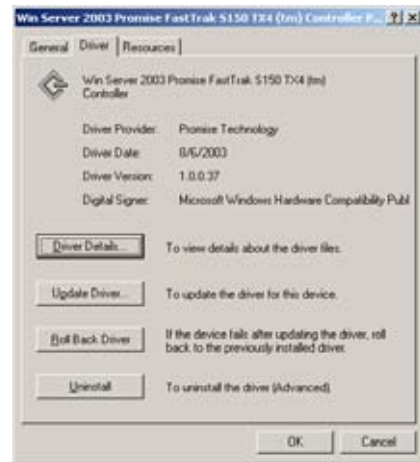 Win Server 2003 Promise FastTrak S150 TX4 (tm) Controller P...
General Driver Resources
Win Server 2003 Promise FastTrak S150 TX4 (tm)
Controller
Driver Provider: Promise Technology
Driver Date: 8/6/2003
Driver Version: 1.0.0.37
Digital Signer: Microsoft Windows Hardware Compatibility Publ
Driver Details... To view details about the driver files.
Update Driver... To update the driver for this device.
Roll Back Driver If the device fails after updating the driver, roll
back to the previously installed driver.
Uninstall To uninstall the driver (Advanced).
OK Cancel